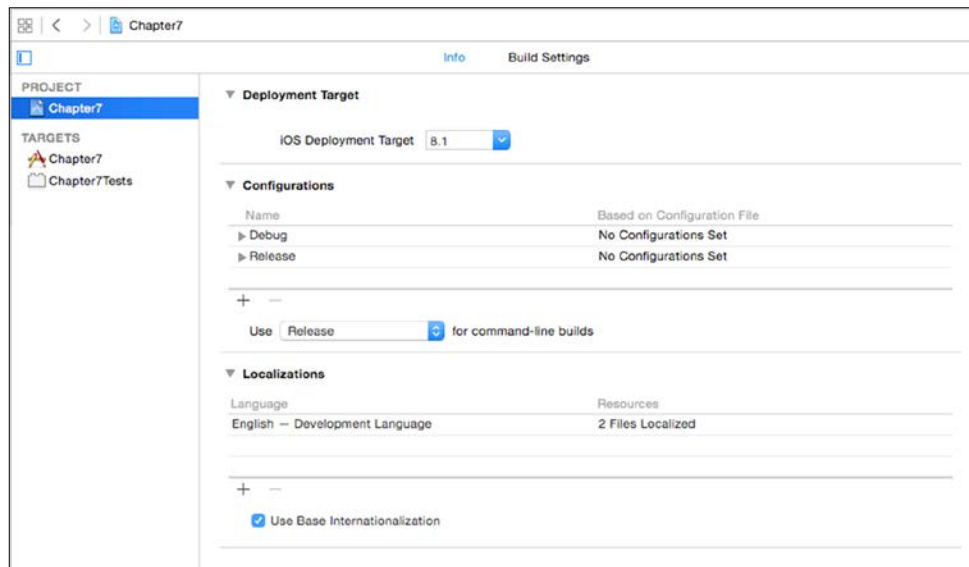 Chapter7
Info Build Settings
PROJECT
Chapter7
TARGETS
Chapter7
Chapter7Tests
Deployment Target
iOS Deployment Target 8.1
Configurations
Name Based on Configuration File
Debug No Configurations Set
Release No Configurations Set
+ −
Use Release for command-line builds
Localizations
Language Resources
English — Development Language 2 Files Localized
+ −
Use Base Internationalization